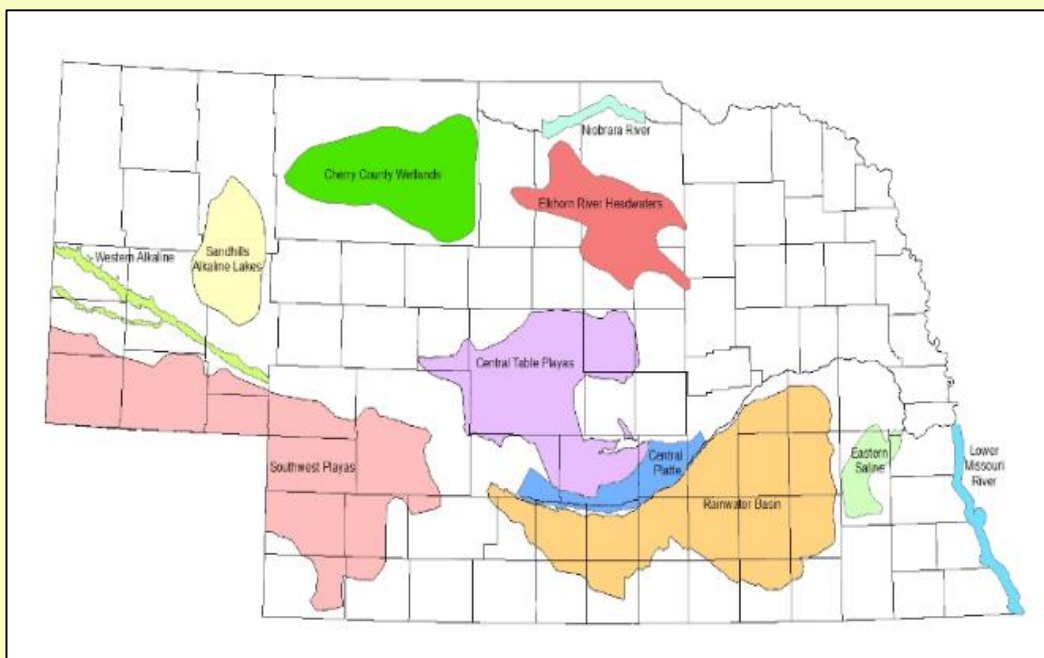 Niobrara River
Cherry County Wetlands
Elkhorn River Headwaters
Sandhills
Alkaline Lakes
Western Alkaline
Central Table Playas
Southwest Playas
Central
Platte
Rainwater Basin
Eastern
Saline
Lower
Missouri
River